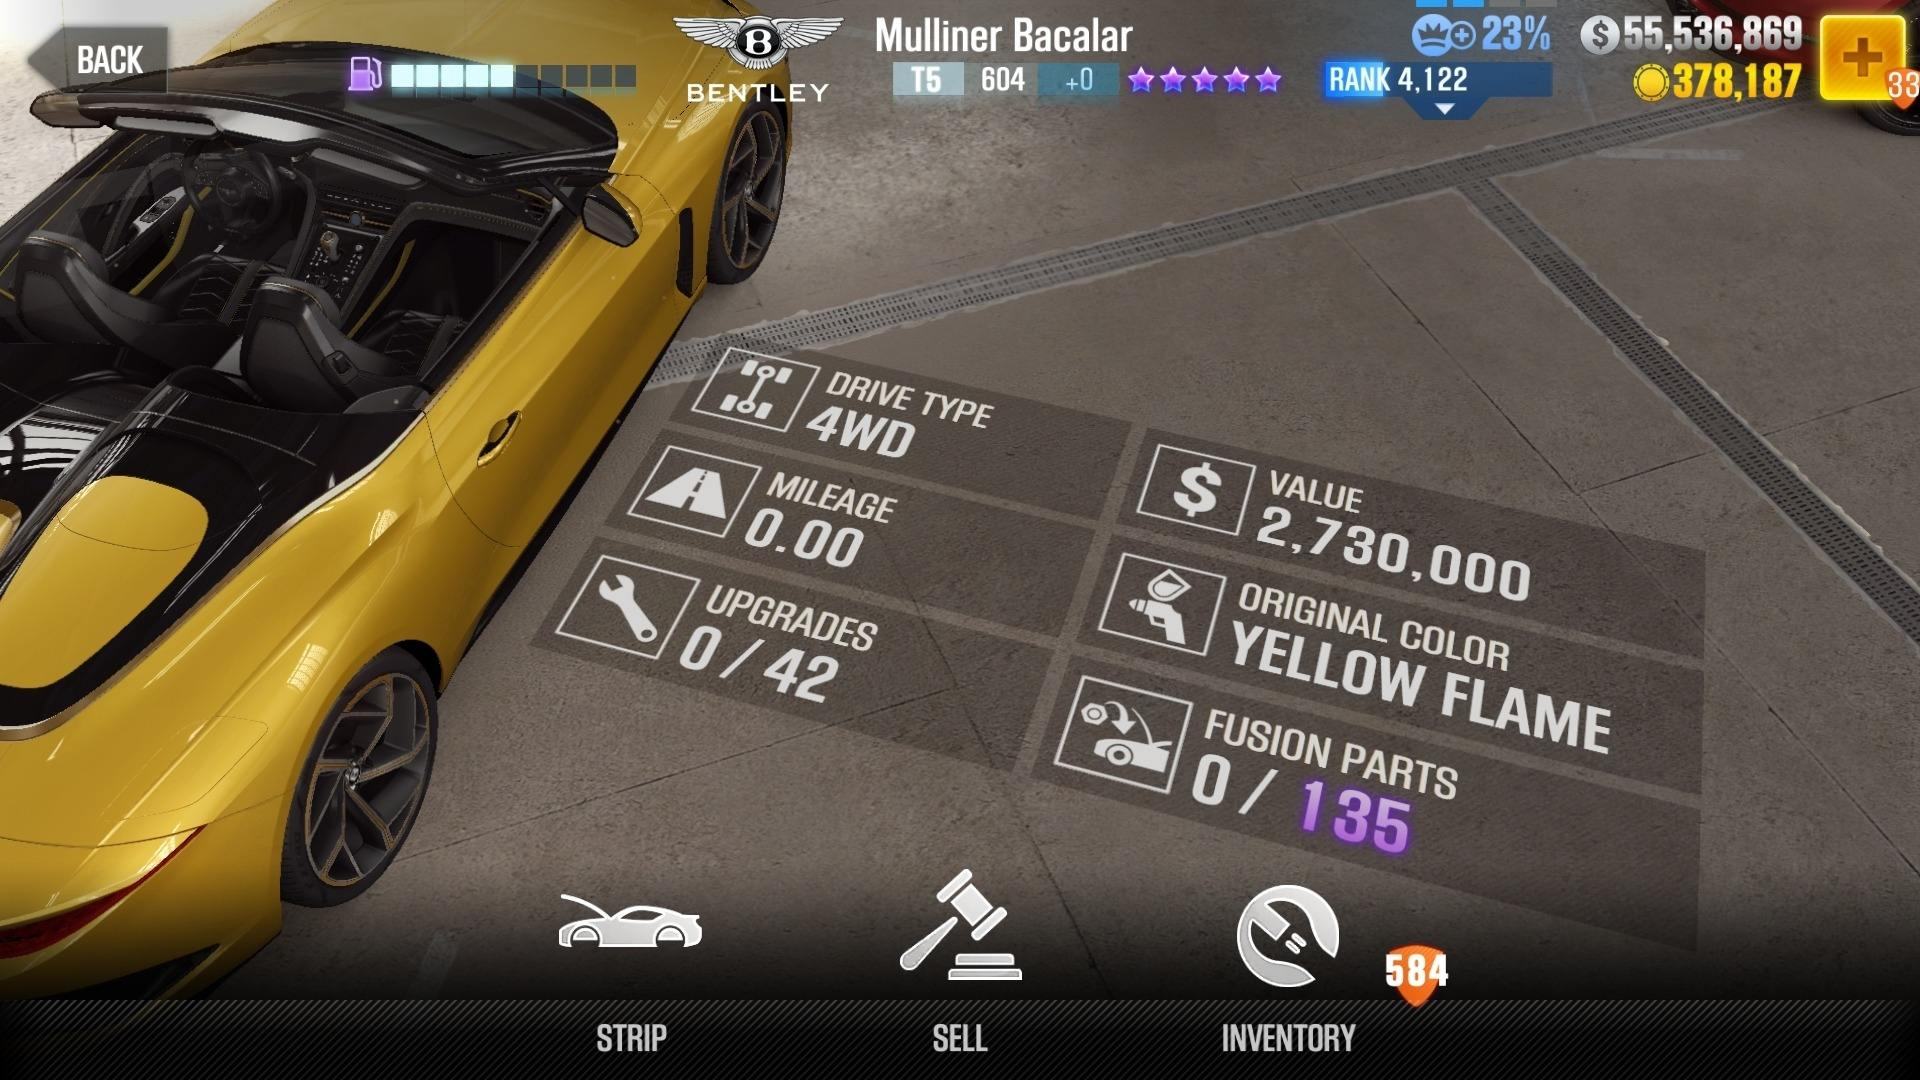 BACK
B
BENTLEY
Mulliner Bacalar
T5 604 +0
23%
RANK 4,122
$ 55,536,869
378,187
+
33
DRIVE TYPE
4WD
MILEAGE
0.00
UPGRADES
0 / 42
$ VALUE
2,730,000
ORIGINAL COLOR
YELLOW FLAME
FUSION PARTS
0 / 135
STRIP
SELL
INVENTORY
584